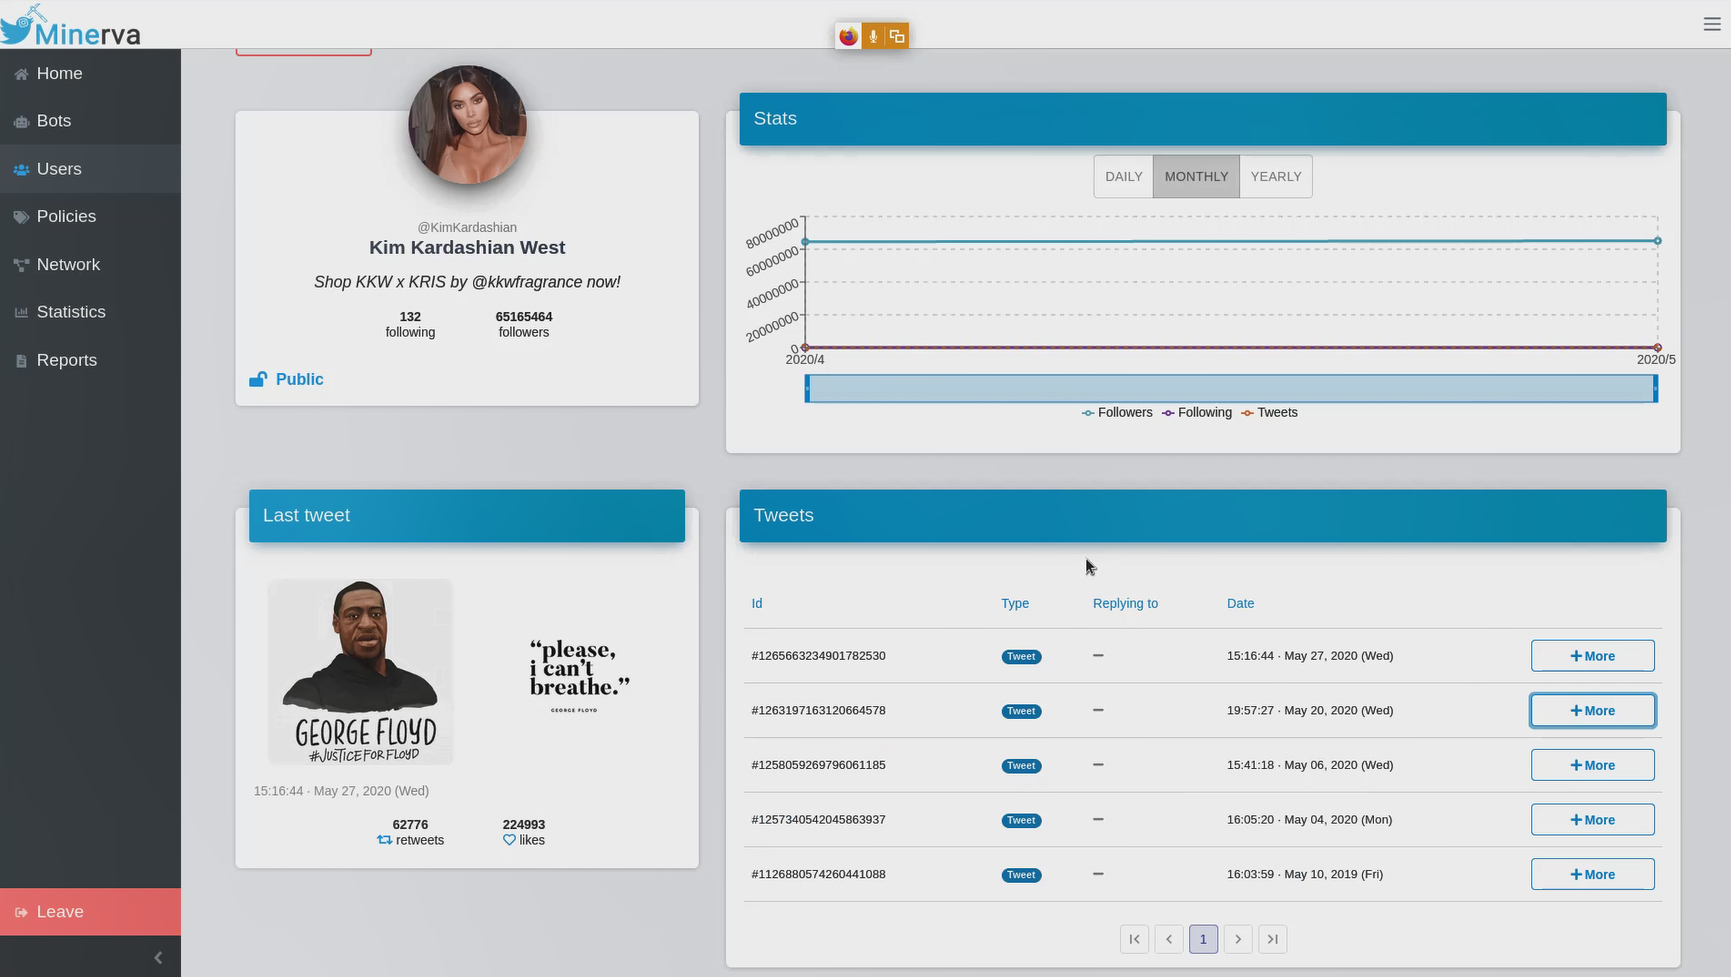 Minerva
Home
Bots
Users
Policies
Network
Statistics
Reports
Leave
@KimKardashian
Kim Kardashian West
Shop KKW x KRIS by @kkwfragrance now!
132 65165464
following followers
Public
Stats
DAILY MONTHLY YEARLY
80000000
60000000
40000000
20000000
0
2020/4 2020/5
Followers Following Tweets
Last tweet
GEORGE FLOYD
#JUSTICEFORFLOYD
“please,
i can’t
breathe.”
GEORGE FLOYD
15:16:44 · May 27, 2020 (Wed)
62776 224993
retweets likes
Tweets
Id Type Replying to Date
#1265663234901782530 Tweet – 15:16:44 · May 27, 2020 (Wed) +More
#1263197163120664578 Tweet – 19:57:27 · May 20, 2020 (Wed) +More
#1258059269796061185 Tweet – 15:41:18 · May 06, 2020 (Wed) +More
#1257340542045863937 Tweet – 16:05:20 · May 04, 2020 (Mon) +More
#1126880574260441088 Tweet – 16:03:59 · May 10, 2019 (Fri) +More
1